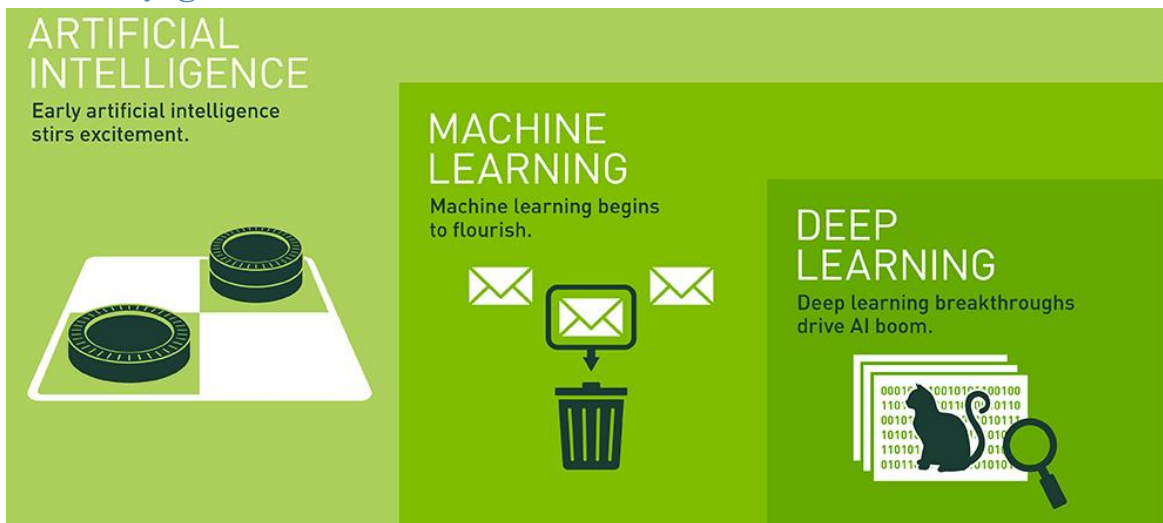 ARTIFICIAL
INTELLIGENCE
Early artificial intelligence
stirs excitement.
MACHINE
LEARNING
Machine learning begins
to flourish.
DEEP
LEARNING
Deep learning breakthroughs
drive AI boom.